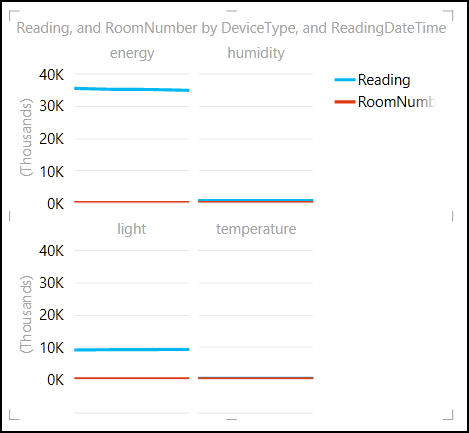 Reading, and RoomNumber by DeviceType, and ReadingDateTime
energy humidity
40K
30K
20K
10K
0K
(Thousands)
Reading
RoomNumb
light temperature
40K
30K
20K
10K
0K
(Thousands)